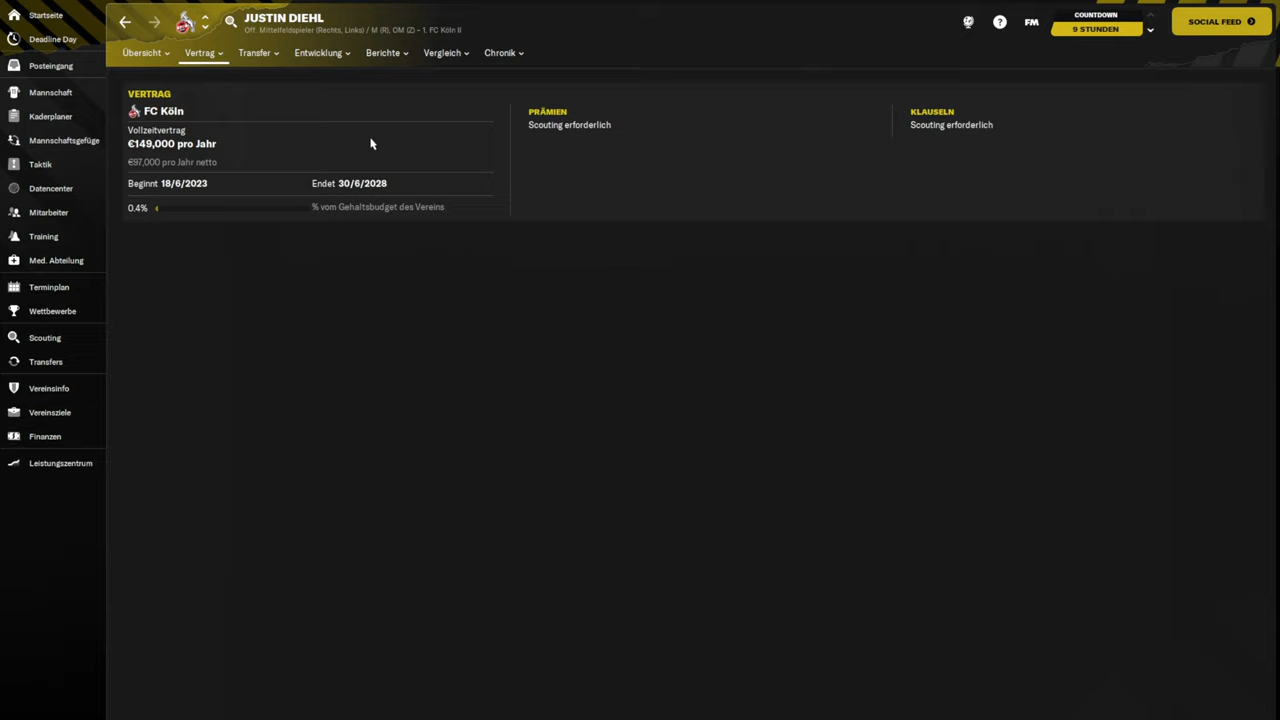 Startseite
Deadline Day
Posteingang
Mannschaft
Kaderplaner
Mannschaftsgefüge
Taktik
Datencenter
Mitarbeiter
Training
Med. Abteilung
Terminplan
Wettbewerbe
Scouting
Transfers
Vereinsinfo
Vereinsziele
Finanzen
Leistungszentrum
JUSTIN DIEHL
Off. Mittelfeldspieler (Rechts, Links) / M (R), OM (Z) - 1. FC Köln II
FM
COUNTDOWN
9 STUNDEN
SOCIAL FEED
Übersicht Vertrag Transfer Entwicklung Berichte Vergleich Chronik
VERTRAG
FC Köln
Vollzeitvertrag
€149,000 pro Jahr
€97,000 pro Jahr netto
Beginnt 18/6/2023 Endet 30/6/2028
0.4% % vom Gehaltsbudget des Vereins
PRÄMIEN
Scouting erforderlich
KLAUSELN
Scouting erforderlich